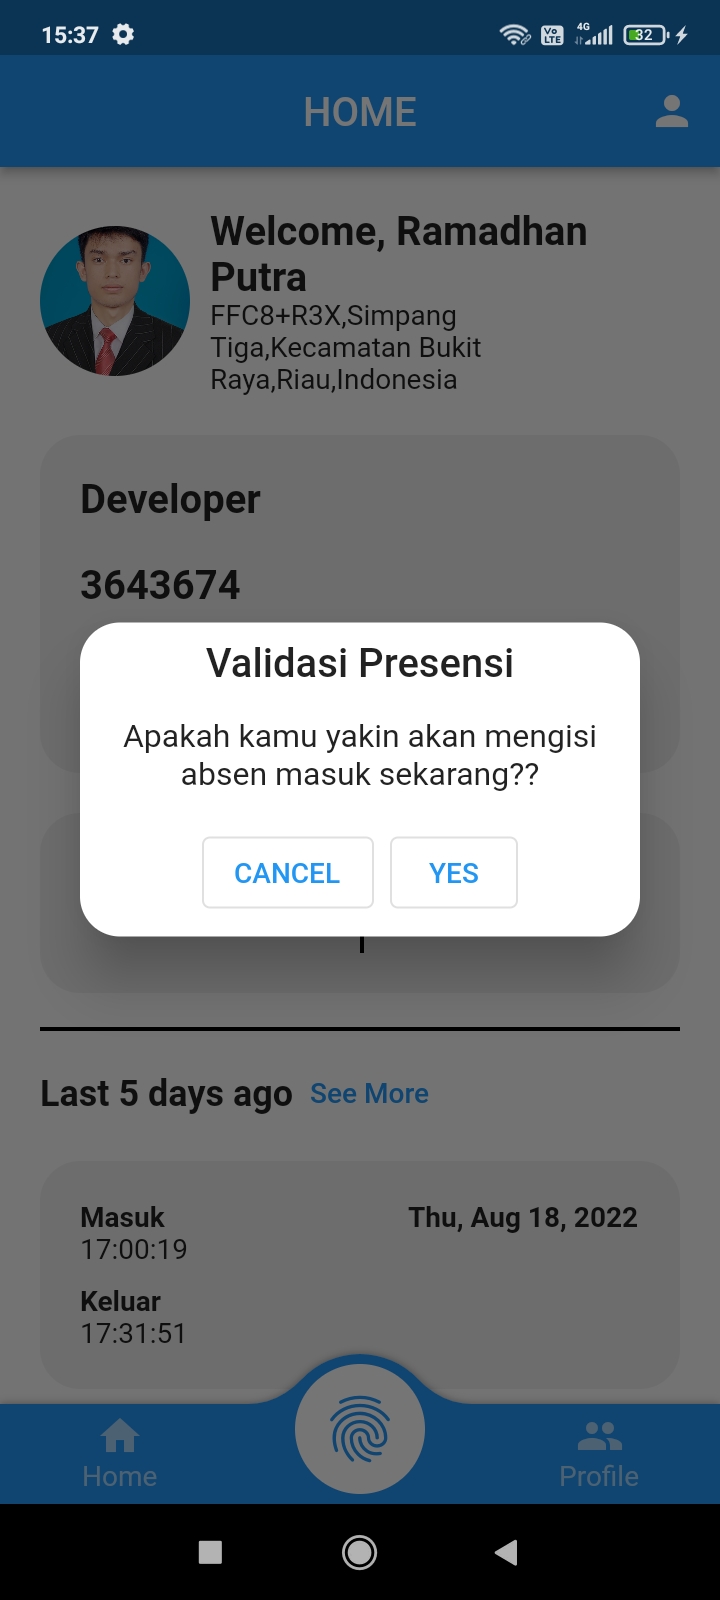 15:37
Vo LTE
4G
32
HOME
Welcome, Ramadhan
Putra
FFC8+R3X,Simpang
Tiga,Kecamatan Bukit
Raya,Riau,Indonesia
Developer
3643674
Validasi Presensi
Apakah kamu yakin akan mengisi
absen masuk sekarang??
CANCEL YES
Last 5 days ago See More
Masuk Thu, Aug 18, 2022
17:00:19
Keluar
17:31:51
Home Profile